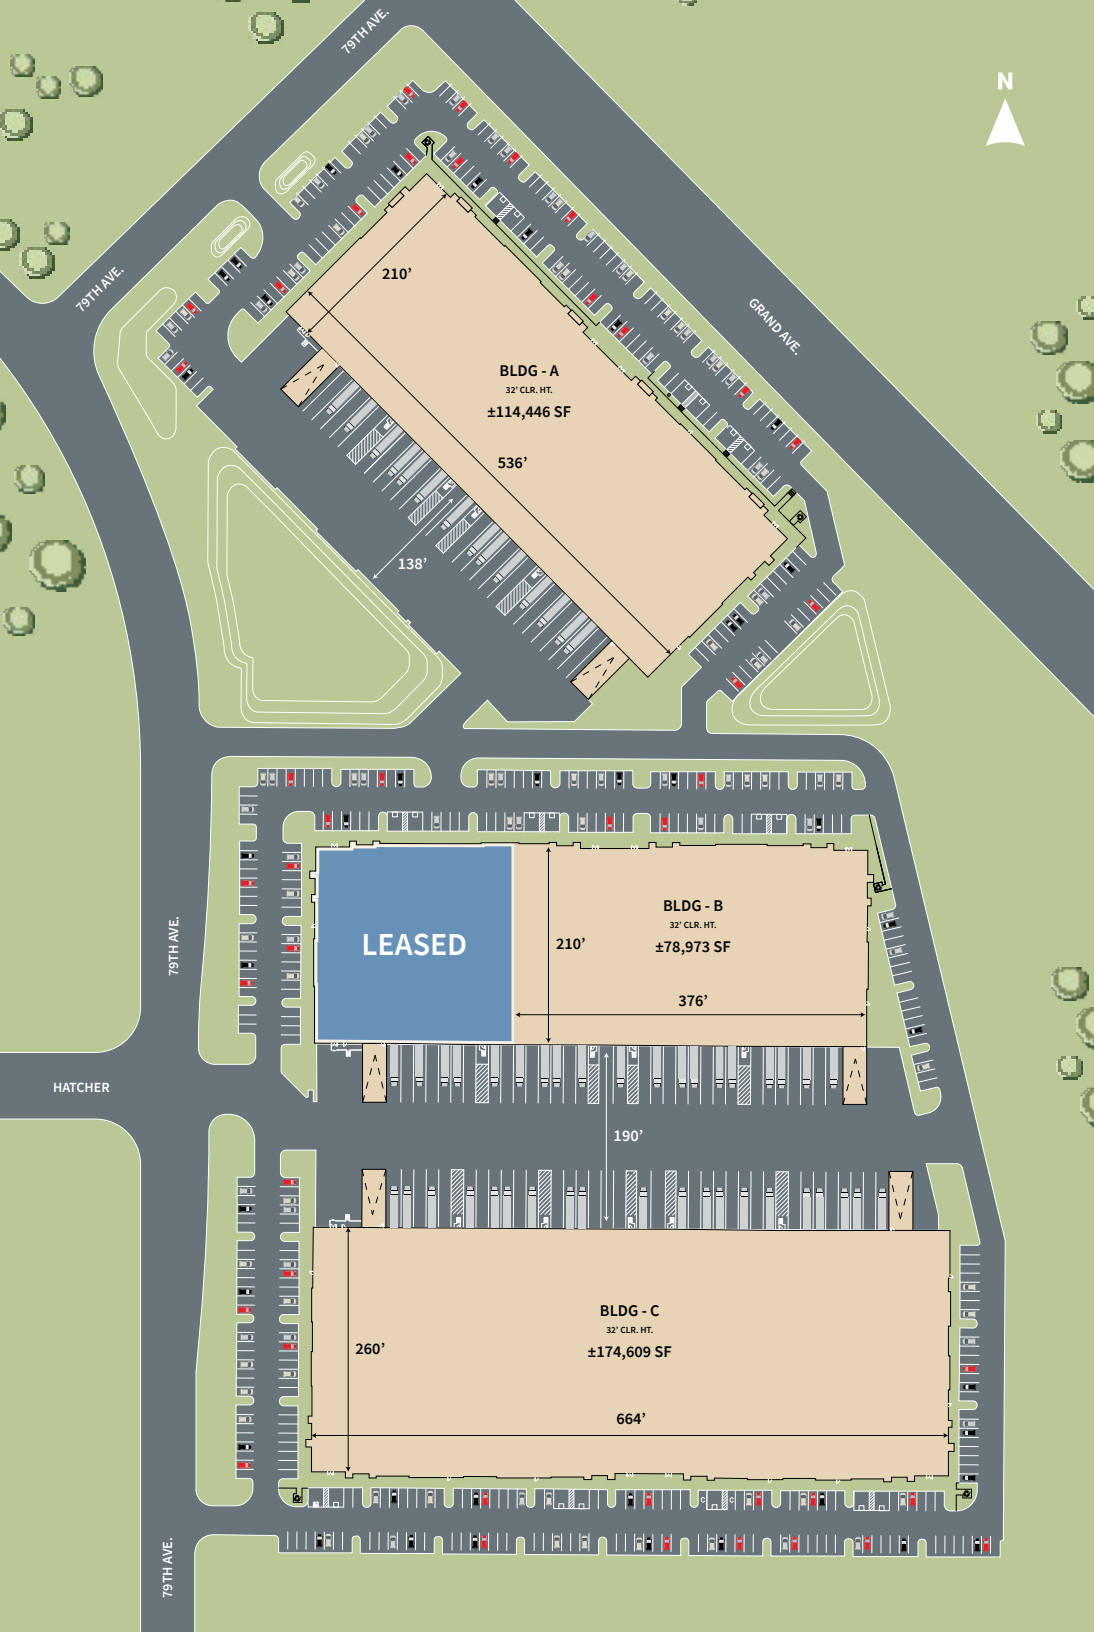 79TH AVE.
N
210’
79TH AVE.
GRAND AVE.
BLDG - A
32’ CLR. HT.
±114,446 SF
536’
138’
LEASED
BLDG - B
32’ CLR. HT.
±78,973 SF
210’
376’
79TH AVE.
HATCHER
190’
BLDG - C
32’ CLR. HT.
±174,609 SF
260’
664’
C C
79TH AVE.